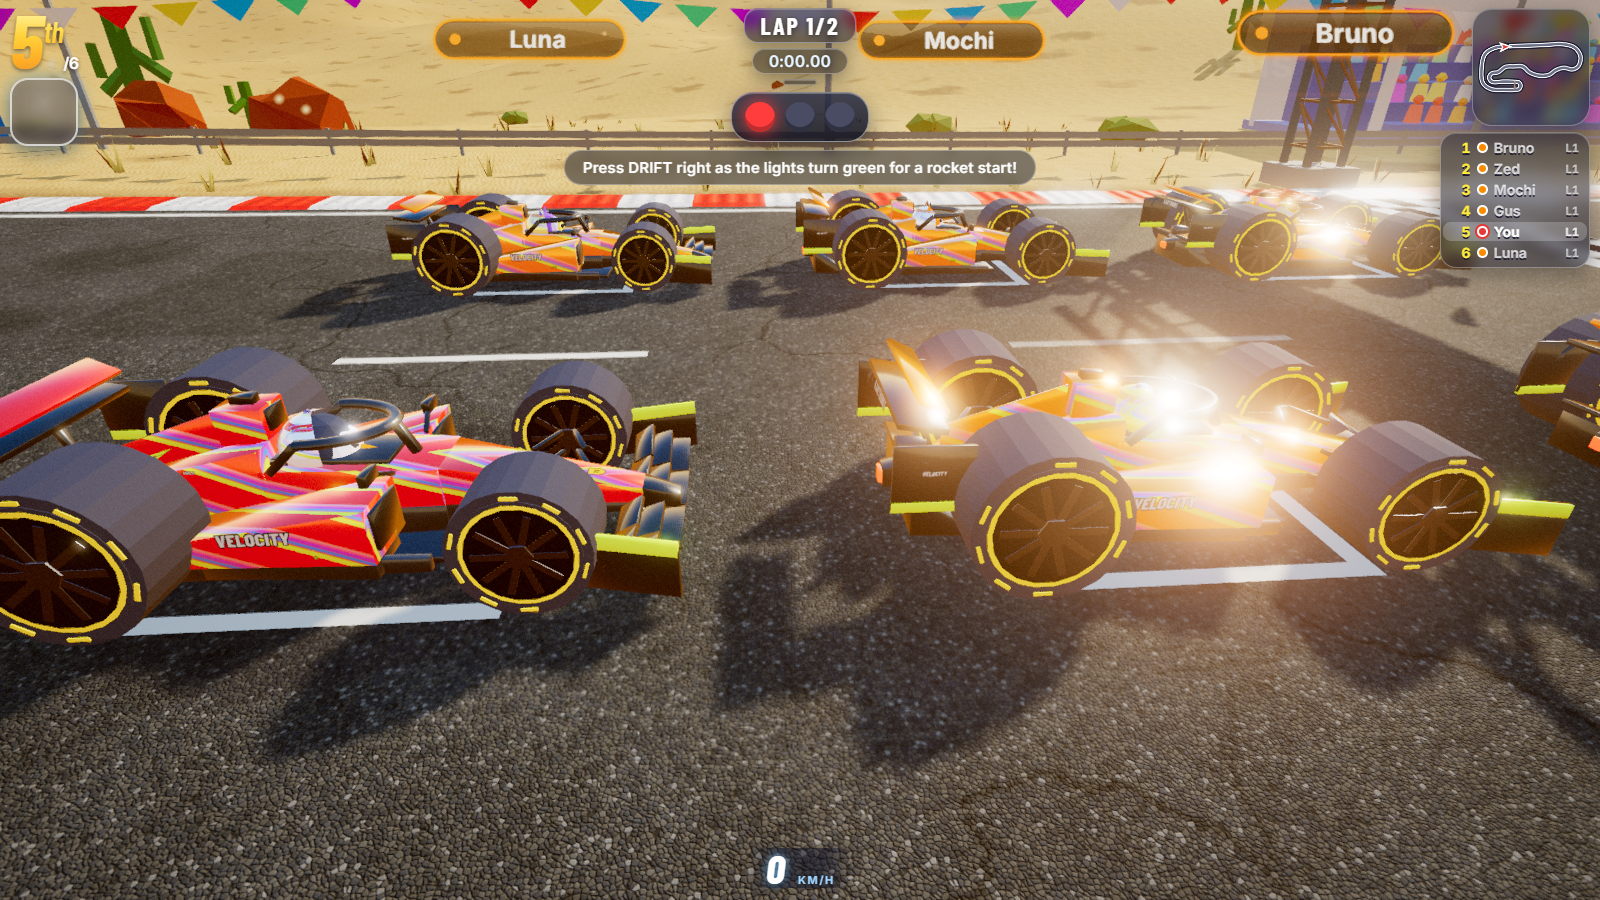 5th
/6
Luna
LAP 1/2
Mochi
Bruno
0:00.00
Press DRIFT right as the lights turn green for a rocket start!
1 Bruno L1
2 Zed L1
3 Mochi L1
4 Gus L1
5 You L1
6 Luna L1
VELOCITY
VELOCITY
VELOCITY
VELOCITY
VELOCITY
0 KM/H